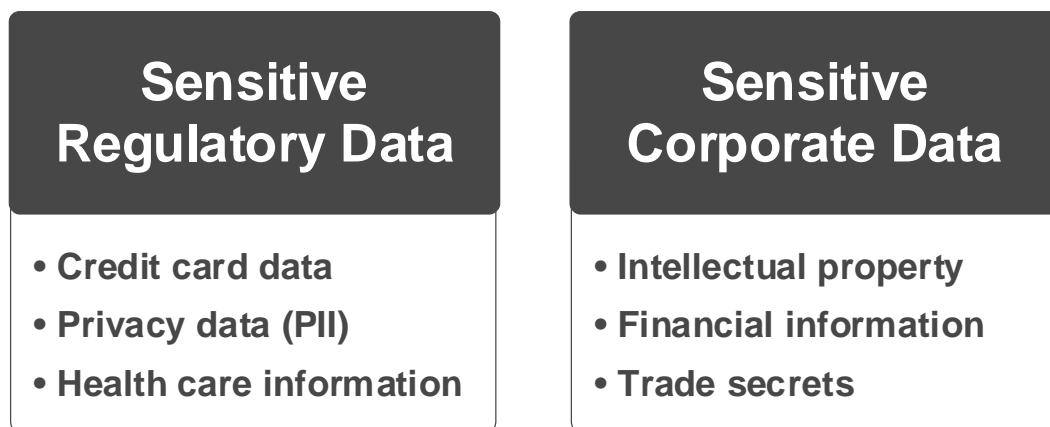 Sensitive
Regulatory Data
• Credit card data
• Privacy data (PII)
• Health care information
Sensitive
Corporate Data
• Intellectual property
• Financial information
• Trade secrets